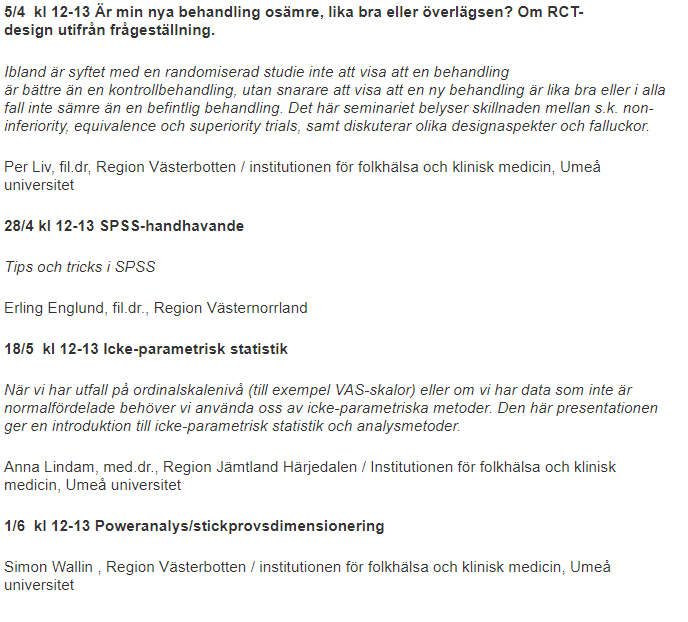 5/4  kl 12-13 Är min nya behandling osämre, lika bra eller överlägsen? Om RCT-
design utifrån frågeställning.
Ibland är syftet med en randomiserad studie inte att visa att en behandling
är bättre än en kontrollbehandling, utan snarare att visa att en ny behandling är lika bra eller i alla
fall inte sämre än en befintlig behandling. Det här seminariet belyser skillnaden mellan s.k. non-
inferiority, equivalence och superiority trials, samt diskuterar olika designaspekter och falluckor.
Per Liv, fil.dr, Region Västerbotten / institutionen för folkhälsa och klinisk medicin, Umeå
universitet
28/4 kl 12-13 SPSS-handhavande
Tips och tricks i SPSS
Erling Englund, fil.dr., Region Västernorrland
18/5  kl 12-13 Icke-parametrisk statistik
När vi har utfall på ordinalskalenivå (till exempel VAS-skalor) eller om vi har data som inte är
normalfördelade behöver vi använda oss av icke-parametriska metoder. Den här presentationen
ger en introduktion till icke-parametrisk statistik och analysmetoder.
Anna Lindam, med.dr., Region Jämtland Härjedalen / Institutionen för folkhälsa och klinisk
medicin, Umeå universitet
1/6  kl 12-13 Poweranalys/stickprovsdimensionering
Simon Wallin , Region Västerbotten / institutionen för folkhälsa och klinisk medicin, Umeå
universitet